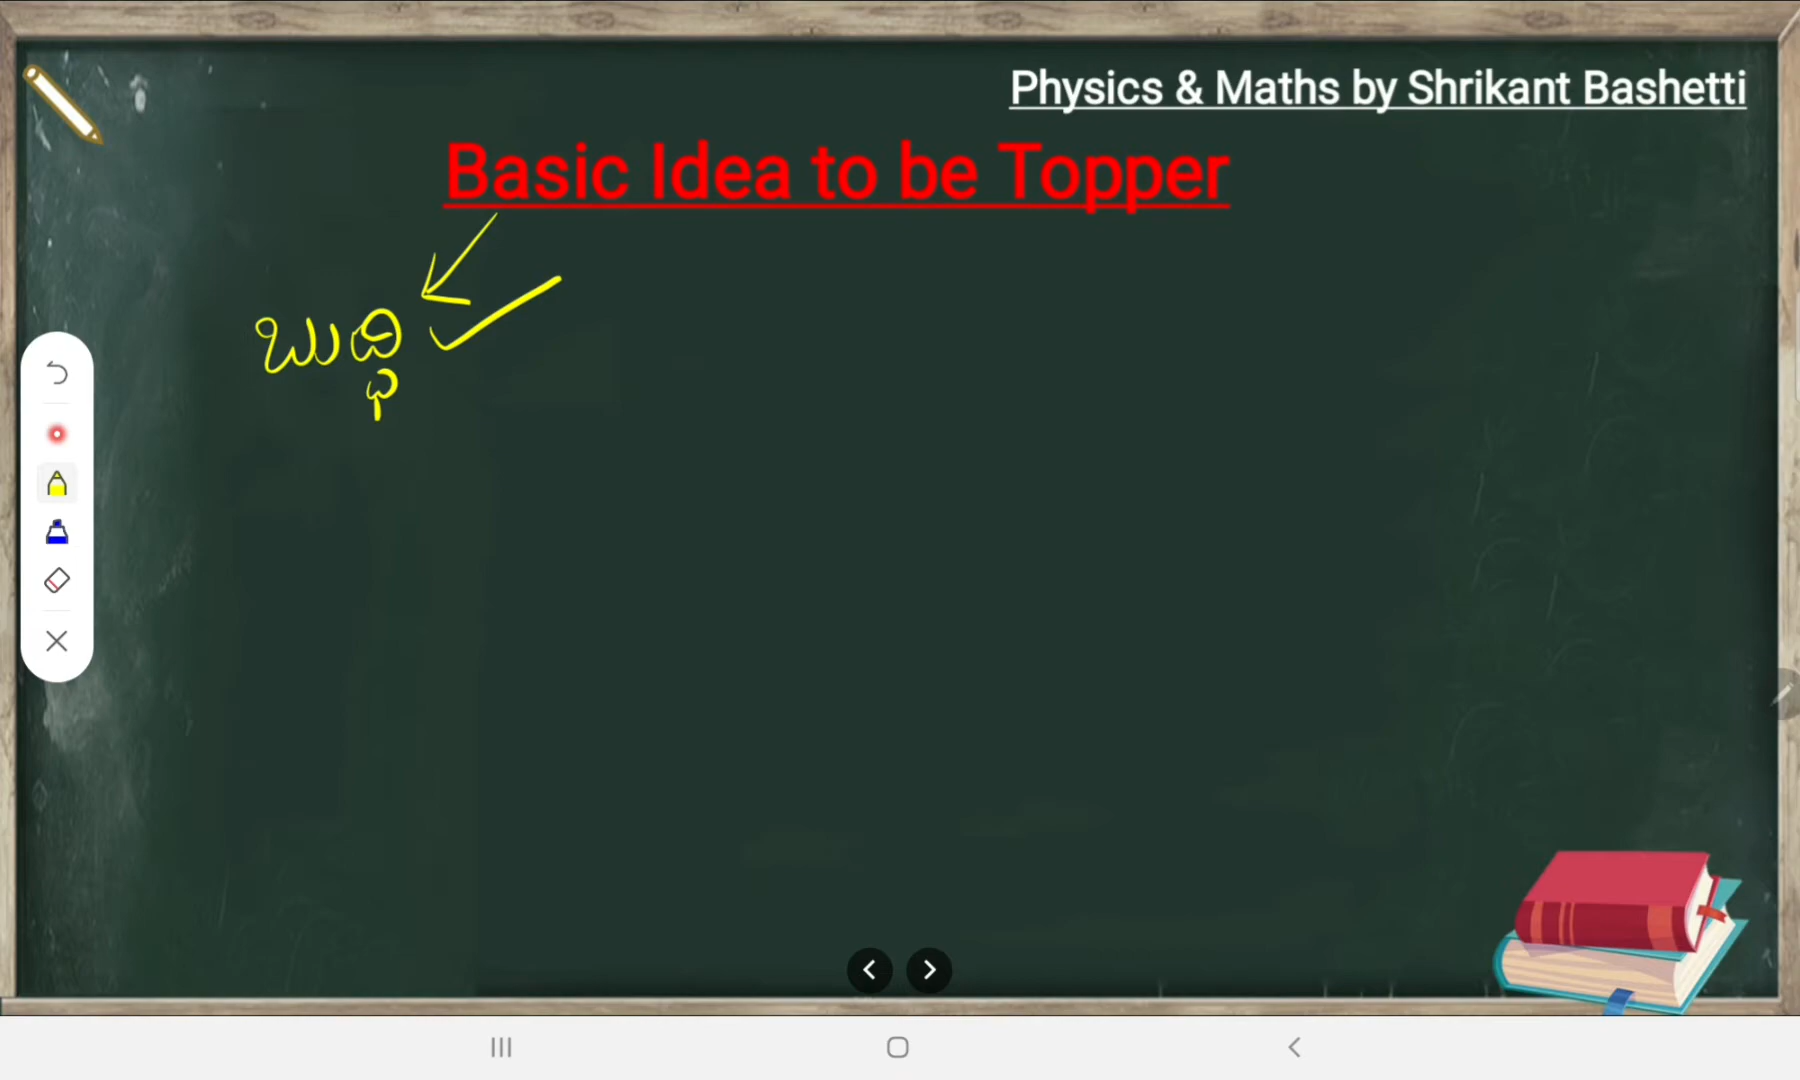 Physics & Maths by Shrikant Bashetti
Basic Idea to be Topper
ಬುದ್ಧಿ